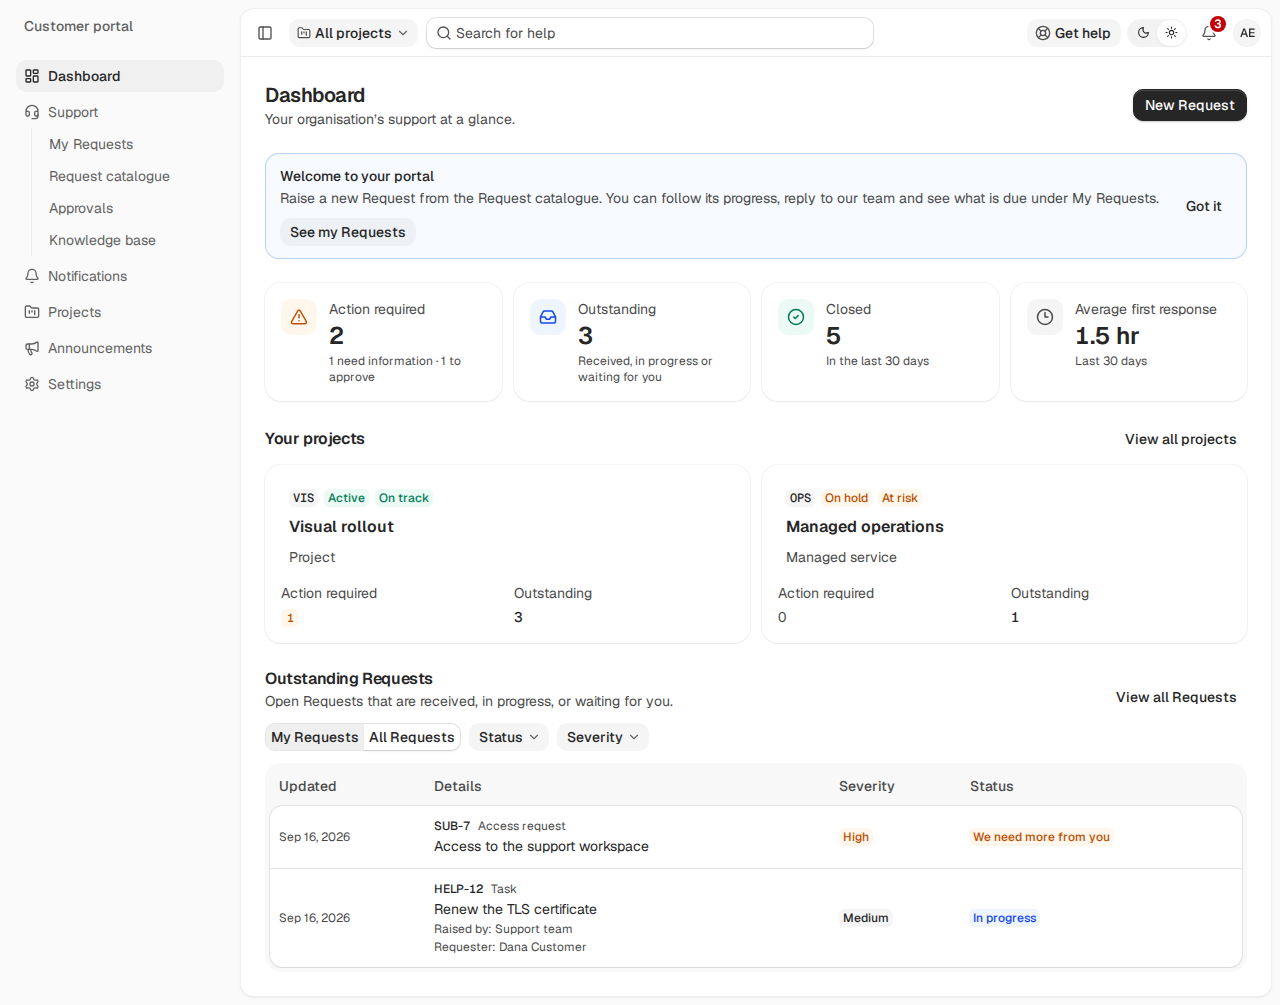 Customer portal
Dashboard
Support
My Requests
Request catalogue
Approvals
Knowledge base
Notifications
Projects
Announcements
Settings
All projects
Search for help
Get help
3
AE
Dashboard
Your organisation's support at a glance.
New Request
Welcome to your portal
Raise a new Request from the Request catalogue. You can follow its progress, reply to our team and see what is due under My Requests.
See my Requests
Got it
Action required
2
1 need information · 1 to
approve
Outstanding
3
Received, in progress or
waiting for you
Closed
5
In the last 30 days
Average first response
1.5 hr
Last 30 days
Your projects
View all projects
VIS Active On track
Visual rollout
Project
Action required Outstanding
1 3
OPS On hold At risk
Managed operations
Managed service
Action required Outstanding
0 1
Outstanding Requests
Open Requests that are received, in progress, or waiting for you.
View all Requests
My Requests All Requests Status Severity
Updated Details Severity Status
Sep 16, 2026
SUB-7 Access request
Access to the support workspace
High
We need more from you
Sep 16, 2026
HELP-12 Task
Renew the TLS certificate
Raised by: Support team
Requester: Dana Customer
Medium
In progress